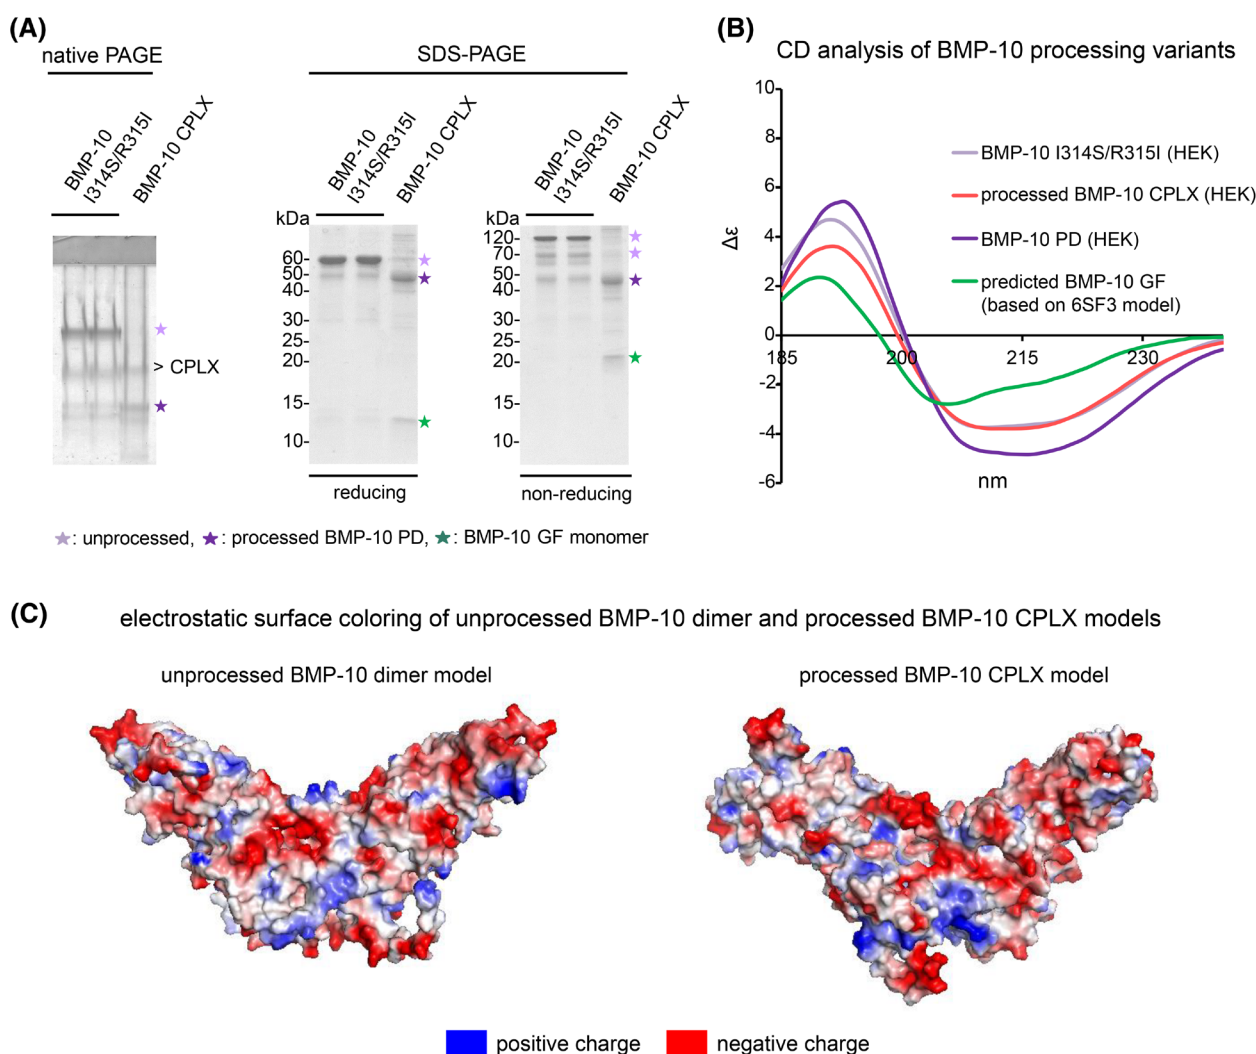 (A)
native PAGE
SDS-PAGE
BMP-10
I314S/R315I
BMP-10 CPLX
BMP-10
I314S/R315I
BMP-10 CPLX
BMP-10
I314S/R315I
BMP-10 CPLX
> CPLX
kDa
60-
50-
40-
30-
25-
20-
15-
10-
reducing
kDa
120-
70-
50-
40-
30-
25-
20-
15-
10-
non-reducing
★: unprocessed, ★: processed BMP-10 PD, ★: BMP-10 GF monomer
(B)
CD analysis of BMP-10 processing variants
10
8
6
4
2
0
-2
-4
-6
Δε
185
200
215
230
nm
BMP-10 I314S/R315I (HEK)
processed BMP-10 CPLX (HEK)
BMP-10 PD (HEK)
predicted BMP-10 GF
(based on 6SF3 model)
(C)
electrostatic surface coloring of unprocessed BMP-10 dimer and processed BMP-10 CPLX models
unprocessed BMP-10 dimer model
processed BMP-10 CPLX model
positive charge
negative charge